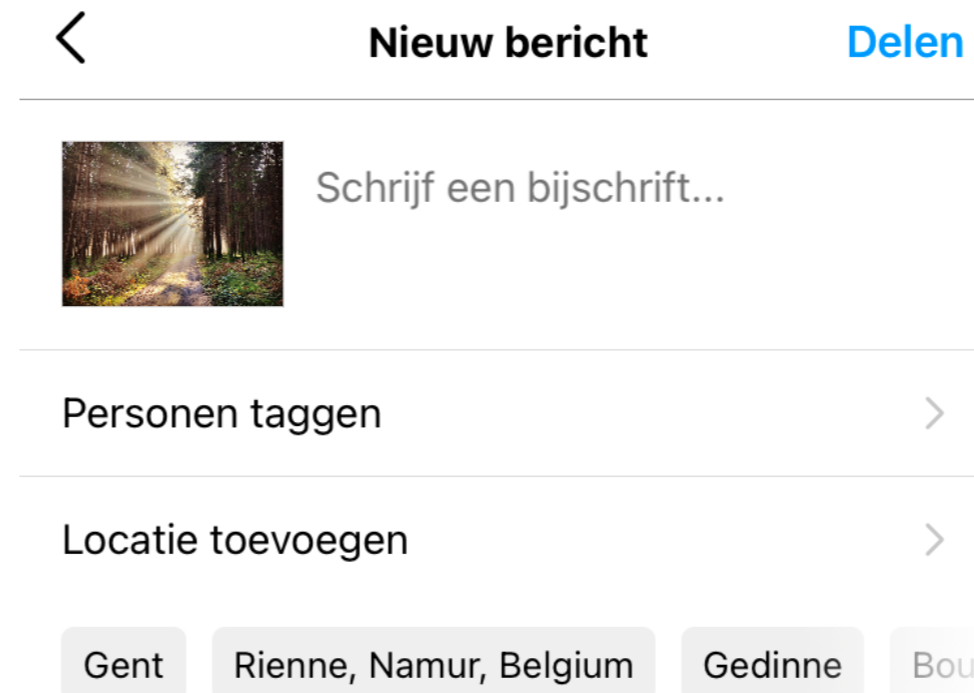 Nieuw bericht Delen
Schrijf een bijschrift...
Personen taggen
Locatie toevoegen
Gent Rienne, Namur, Belgium Gedinne